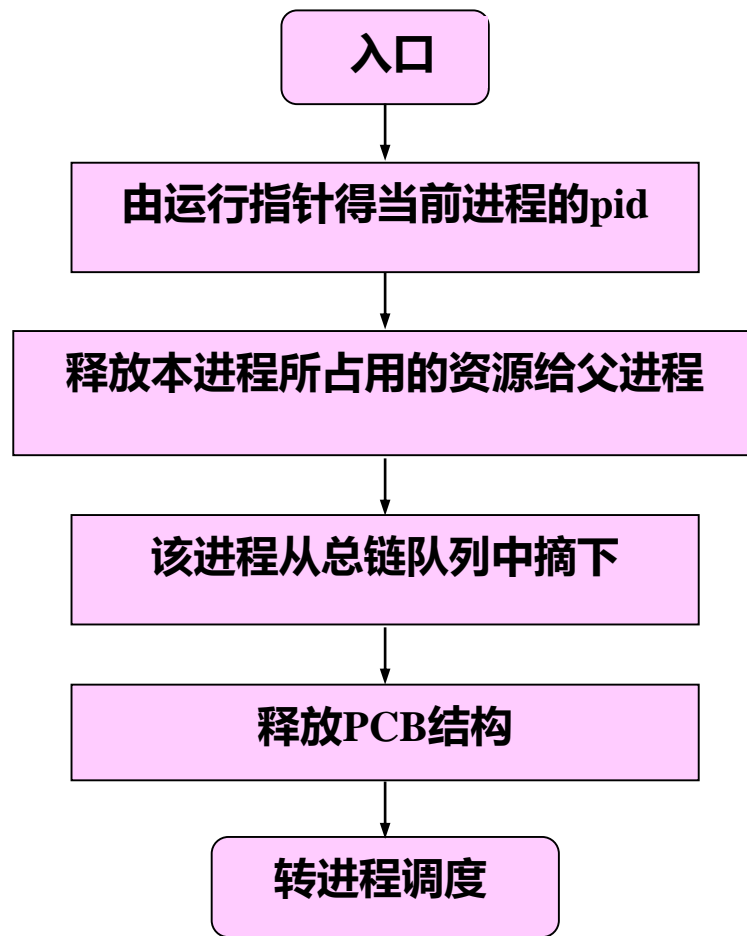 入口
由运行指针得当前进程的pid
释放本进程所占用的资源给父进程
该进程从总链队列中摘下
释放PCB结构
转进程调度